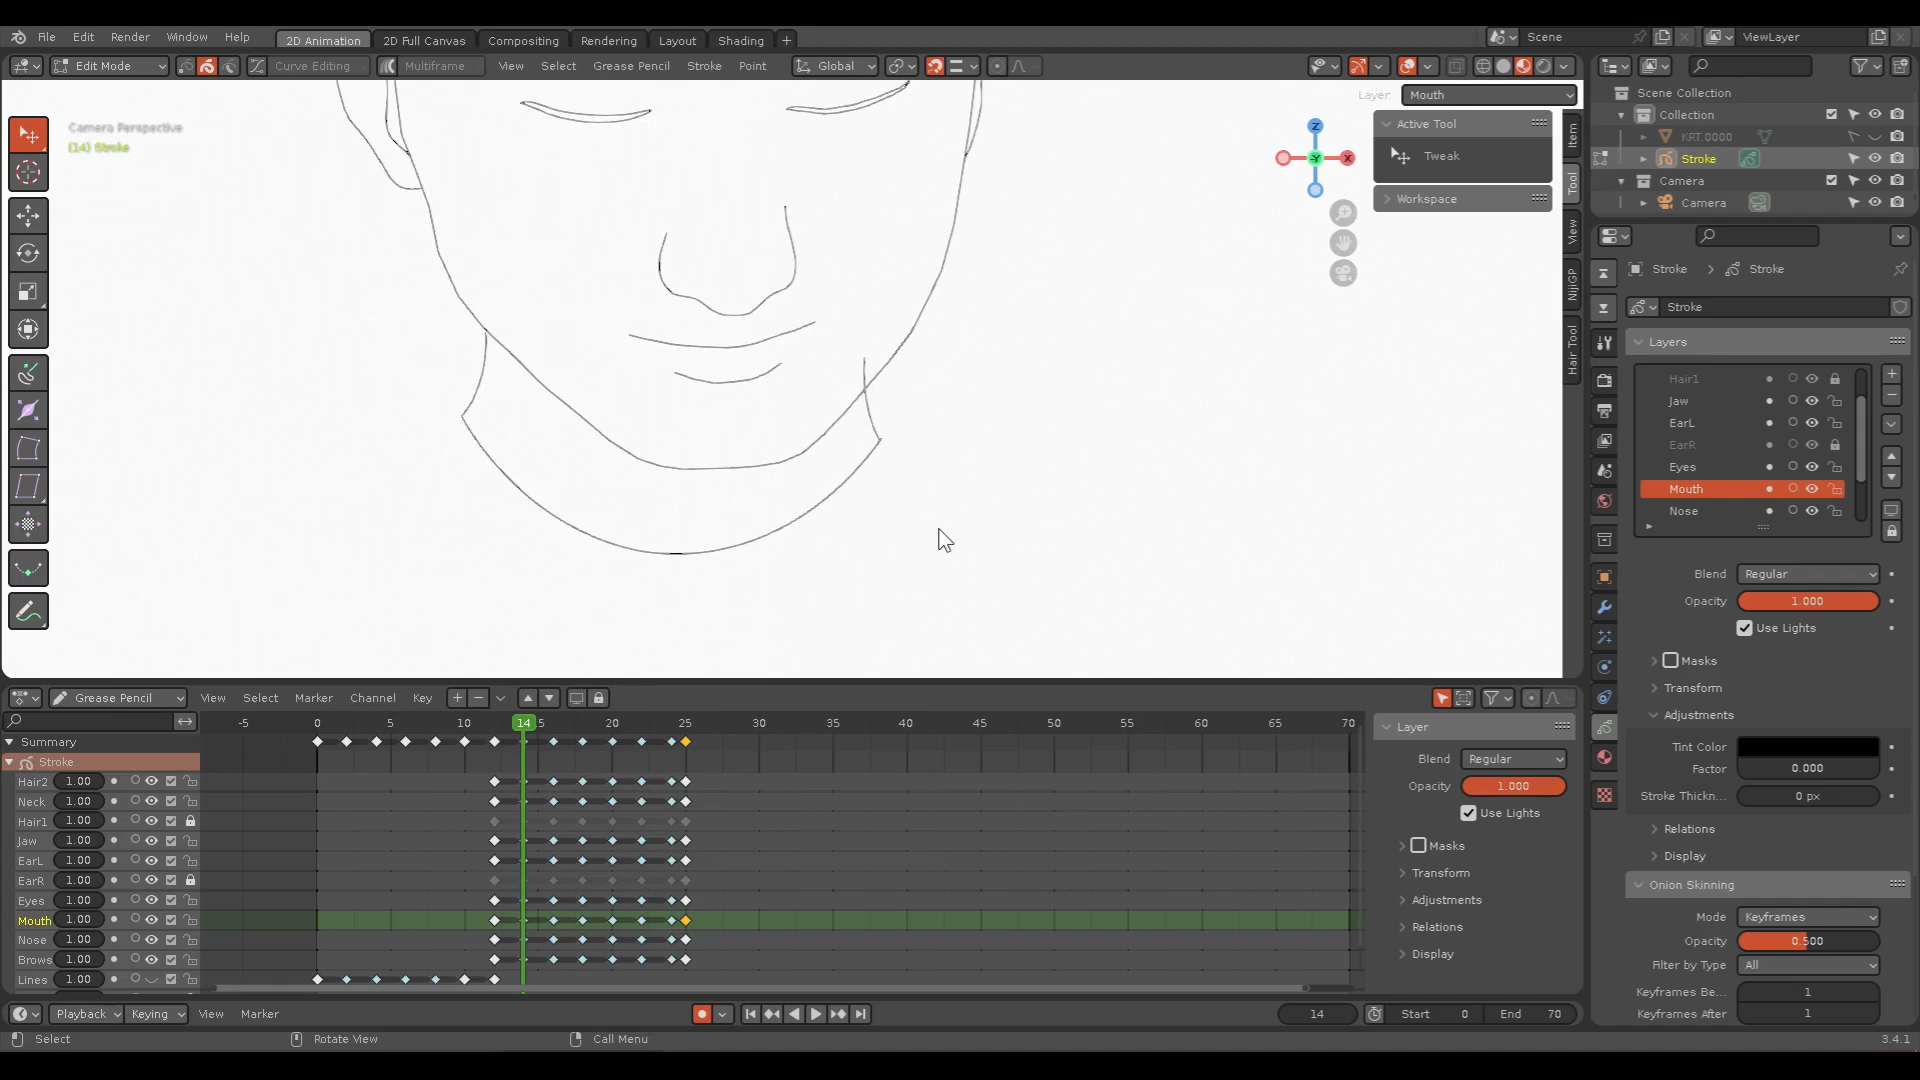 File Edit Render Window Help 2D Animation 2D Full Canvas Compositing Rendering Layout Shading + Scene ViewLayer
Edit Mode Curve Editing Multiframe View Select Grease Pencil Stroke Point Global
Camera Perspective
(14) Stroke
Layer: Mouth
Active Tool
Tweak
Workspace
Z
-Y
X
Item
Tool
View
NijiGP
Hair Tool
Scene Collection
Collection
KRT.0000
Stroke
Camera
Camera
Stroke > Stroke
Stroke
Layers
Hair1
Jaw
EarL
EarR
Eyes
Mouth
Nose
Blend Regular
Opacity 1.000
Use Lights
Masks
Transform
Adjustments
Tint Color
Factor 0.000
Stroke Thickn... 0 px
Relations
Display
Onion Skinning
Mode Keyframes
Opacity 0.500
Filter by Type All
Keyframes Be... 1
Keyframes After 1
Grease Pencil View Select Marker Channel Key
-5 0 5 10 14 5 20 25 30 35 40 45 50 55 60 65 70
Summary
Stroke
Hair2 1.00
Neck 1.00
Hair1 1.00
Jaw 1.00
EarL 1.00
EarR 1.00
Eyes 1.00
Mouth 1.00
Nose 1.00
Brows 1.00
Lines 1.00
Layer
Blend Regular
Opacity 1.000
Use Lights
Masks
Transform
Adjustments
Relations
Display
Playback Keying View Marker 14 Start 0 End 70
Select Rotate View Call Menu 3.4.1